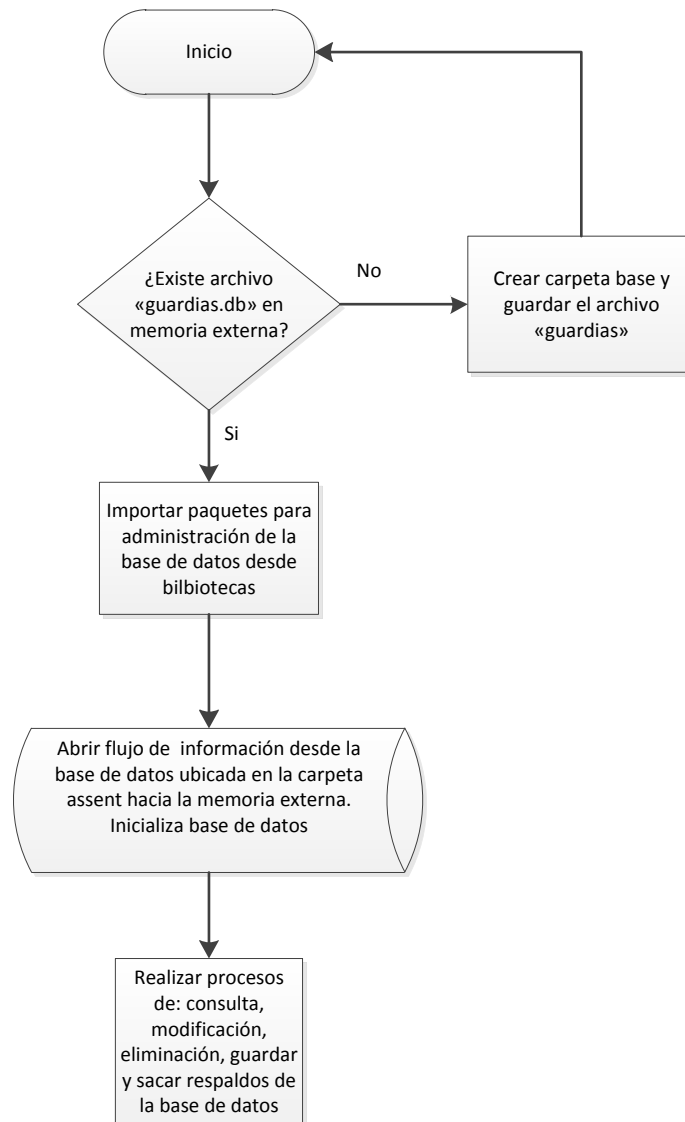 Inicio
¿Existe archivo
«guardias.db» en
memoria externa?
No
Crear carpeta base y
guardar el archivo
«guardias»
Si
Importar paquetes para
administración de la
base de datos desde
bilbiotecas
Abrir flujo de información desde la
base de datos ubicada en la carpeta
assent hacia la memoria externa.
Inicializa base de datos
Realizar procesos
de: consulta,
modificación,
eliminación, guardar
y sacar respaldos de
la base de datos